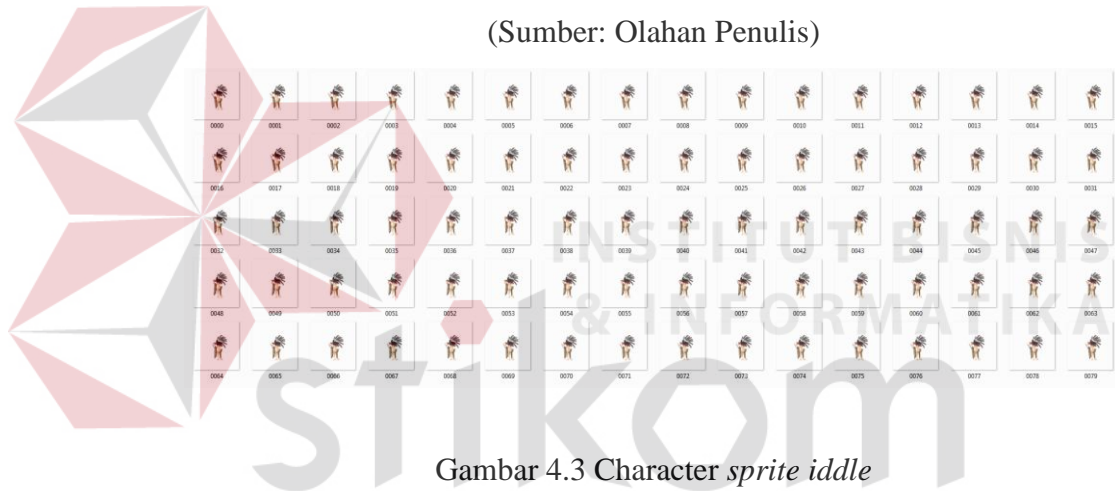 (Sumber: Olahan Penulis)
0000 0001 0002 0003 0004 0005 0006 0007 0008 0009 0010 0011 0012 0013 0014 0015
0016 0017 0018 0019 0020 0021 0022 0023 0024 0025 0026 0027 0028 0029 0030 0031
0032 0033 0034 0035 0036 0037 0038 0039 0040 0041 0042 0043 0044 0045 0046 0047
INSTITUT BISNIS
0048 0049 0050 0051 0052 0053 0054 0055 0056 0057 0058 0059 0060 0061 0062 0063
& INFORMATIKA
0064 0065 0066 0067 0068 0069 0070 0071 0072 0073 0074 0075 0076 0077 0078 0079
stikom
Gambar 4.3 Character sprite iddle